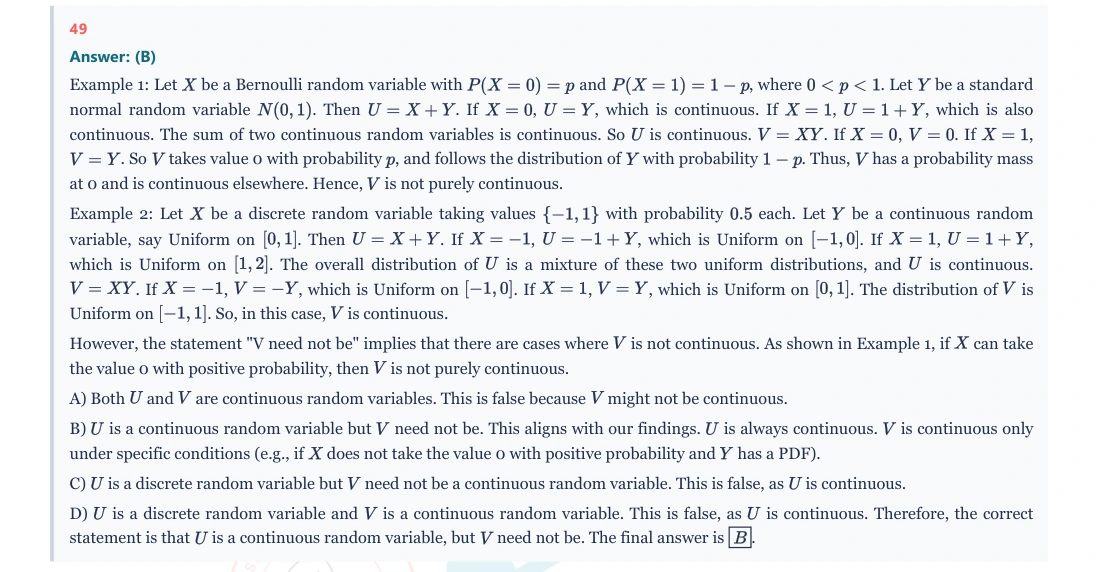 49
Answer: (B)
Example 1: Let X be a Bernoulli random variable with P(X = 0) = p and P(X = 1) = 1 − p, where 0 < p < 1. Let Y be a standard
normal random variable N(0, 1). Then U = X + Y. If X = 0, U = Y, which is continuous. If X = 1, U = 1 + Y, which is also
continuous. The sum of two continuous random variables is continuous. So U is continuous. V = XY. If X = 0, V = 0. If X = 1,
V = Y. So V takes value 0 with probability p, and follows the distribution of Y with probability 1 − p. Thus, V has a probability mass
at 0 and is continuous elsewhere. Hence, V is not purely continuous.
Example 2: Let X be a discrete random variable taking values {−1, 1} with probability 0.5 each. Let Y be a continuous random
variable, say Uniform on [0, 1]. Then U = X + Y. If X = −1, U = −1 + Y, which is Uniform on [−1, 0]. If X = 1, U = 1 + Y,
which is Uniform on [1, 2]. The overall distribution of U is a mixture of these two uniform distributions, and U is continuous.
V = XY. If X = −1, V = −Y, which is Uniform on [−1, 0]. If X = 1, V = Y, which is Uniform on [0, 1]. The distribution of V is
Uniform on [−1, 1]. So, in this case, V is continuous.
However, the statement "V need not be" implies that there are cases where V is not continuous. As shown in Example 1, if X can take
the value 0 with positive probability, then V is not purely continuous.
A) Both U and V are continuous random variables. This is false because V might not be continuous.
B) U is a continuous random variable but V need not be. This aligns with our findings. U is always continuous. V is continuous only
under specific conditions (e.g., if X does not take the value 0 with positive probability and Y has a PDF).
C) U is a discrete random variable but V need not be a continuous random variable. This is false, as U is continuous.
D) U is a discrete random variable and V is a continuous random variable. This is false, as U is continuous. Therefore, the correct
statement is that U is a continuous random variable, but V need not be. The final answer is B.